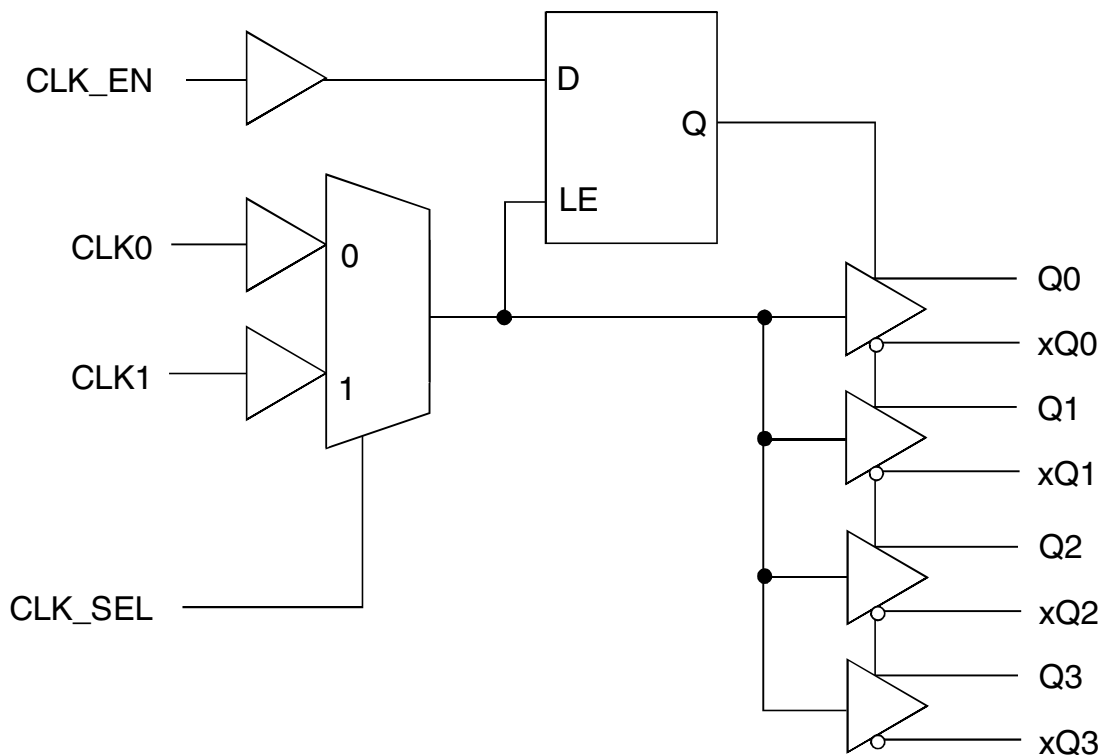 CLK_EN
D
Q
LE
CLK0
0
Q0
xQ0
CLK1
1
Q1
xQ1
Q2
CLK_SEL
xQ2
Q3
xQ3